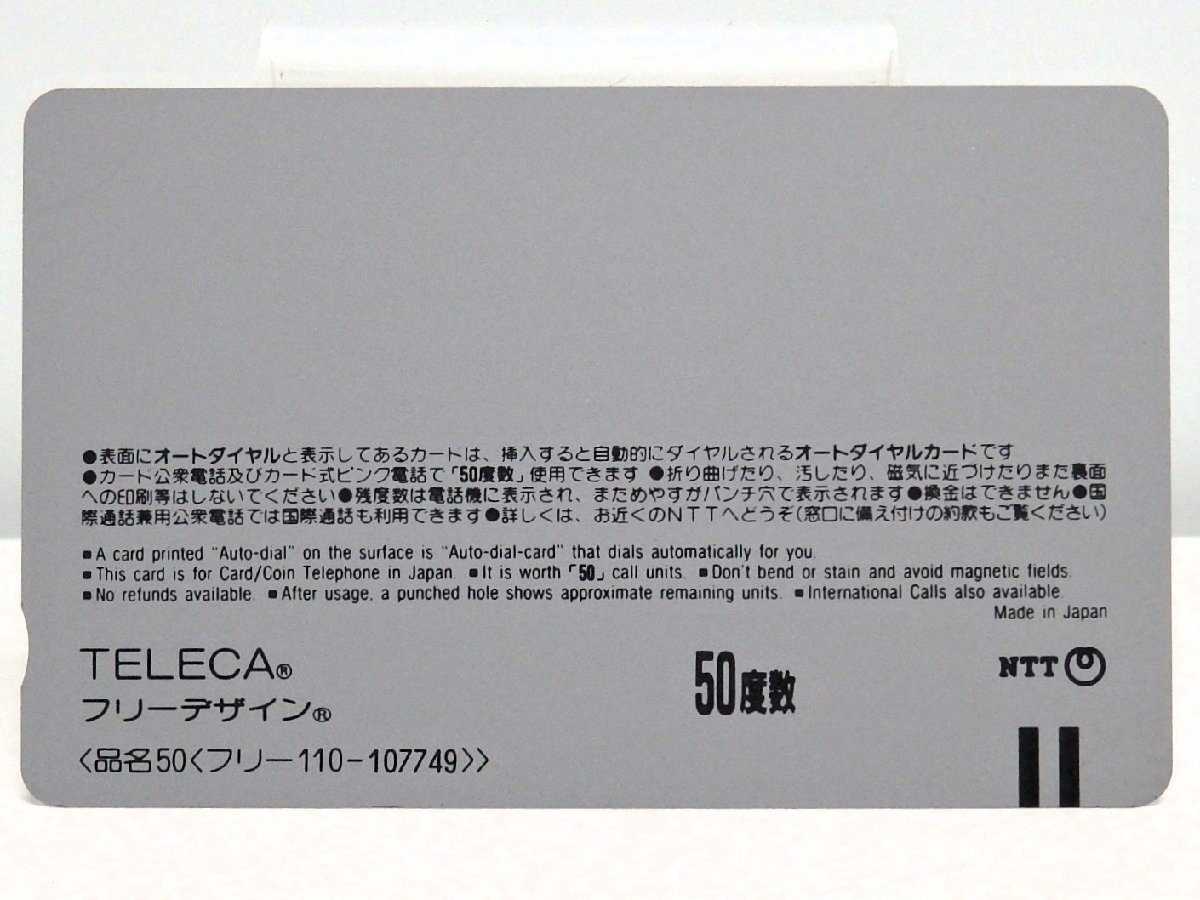 ●表面にオートダイヤルと表示してあるカードは、挿入すると自動的にダイヤルされるオートダイヤルカードです
●カード公衆電話及びカード式ピンク電話で「50度数」使用できます ●折り曲げたり、汚したり、磁気に近づけたりまた裏面
への印刷等はしないでください●残度数は電話機に表示され、まためやすがパンチ穴で表示されます●換金はできません●国
際通話兼用公衆電話では国際通話も利用できます●詳しくは、お近くのNTTへどうぞ(窓口に備え付けの約款もご覧ください)
■A card printed "Auto-dial" on the surface is "Auto-dial-card" that dials automatically for you.
■This card is for Card/Coin Telephone in Japan ■It is worth「50」call units. ■Don't bend or stain and avoid magnetic fields.
■No refunds available. ■After usage, a punched hole shows approximate remaining units. ■International Calls also available.
Made in Japan
TELECA®
50度数
NTT
フリーデザイン®
〈品名50〈フリー110-107749〉〉